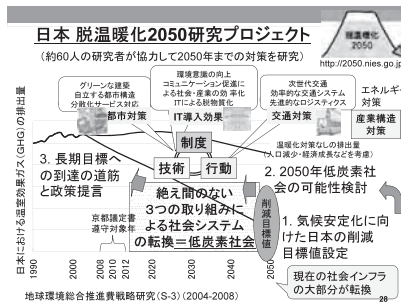 日本 脱温暖化2050研究プロジェクト
(約60人の研究者が協力して2050年までの対策を研究)
脱温暖化
2050
http://2050.nies.go.jp
グリーンな建築
自立する都市構造
分散化サービス対応
環境意識の向上
コミュニケーション促進に
よる社会・産業の効率化
ITによる脱物質化
次世代交通
効率的な交通システム
先進的なロジスティクス
エネルギー
対策
都市対策
IT導入効果
交通対策
産業構造
対策
制度
技術
行動
温暖化対策なしの排出量
(人口減少・経済成長などを考慮)
日本における温室効果ガス(GHG)の排出量
3. 長期目標へ
の到達の道筋
と政策提言
絶え間のない
3つの取り組みに
よる社会システム
の転換=低炭素社会
2. 2050年低炭素社
会の可能性検討
削減目標値
1. 気候安定化に向
けた日本の削減
目標値設定
京都議定書
遵守対象年
1990
2000
2008
2010
2012
2020
2030
2040
2050
現在の社会インフラ
の大部分が転換
地球環境総合推進費戦略研究(S-3)(2004-2008)
28